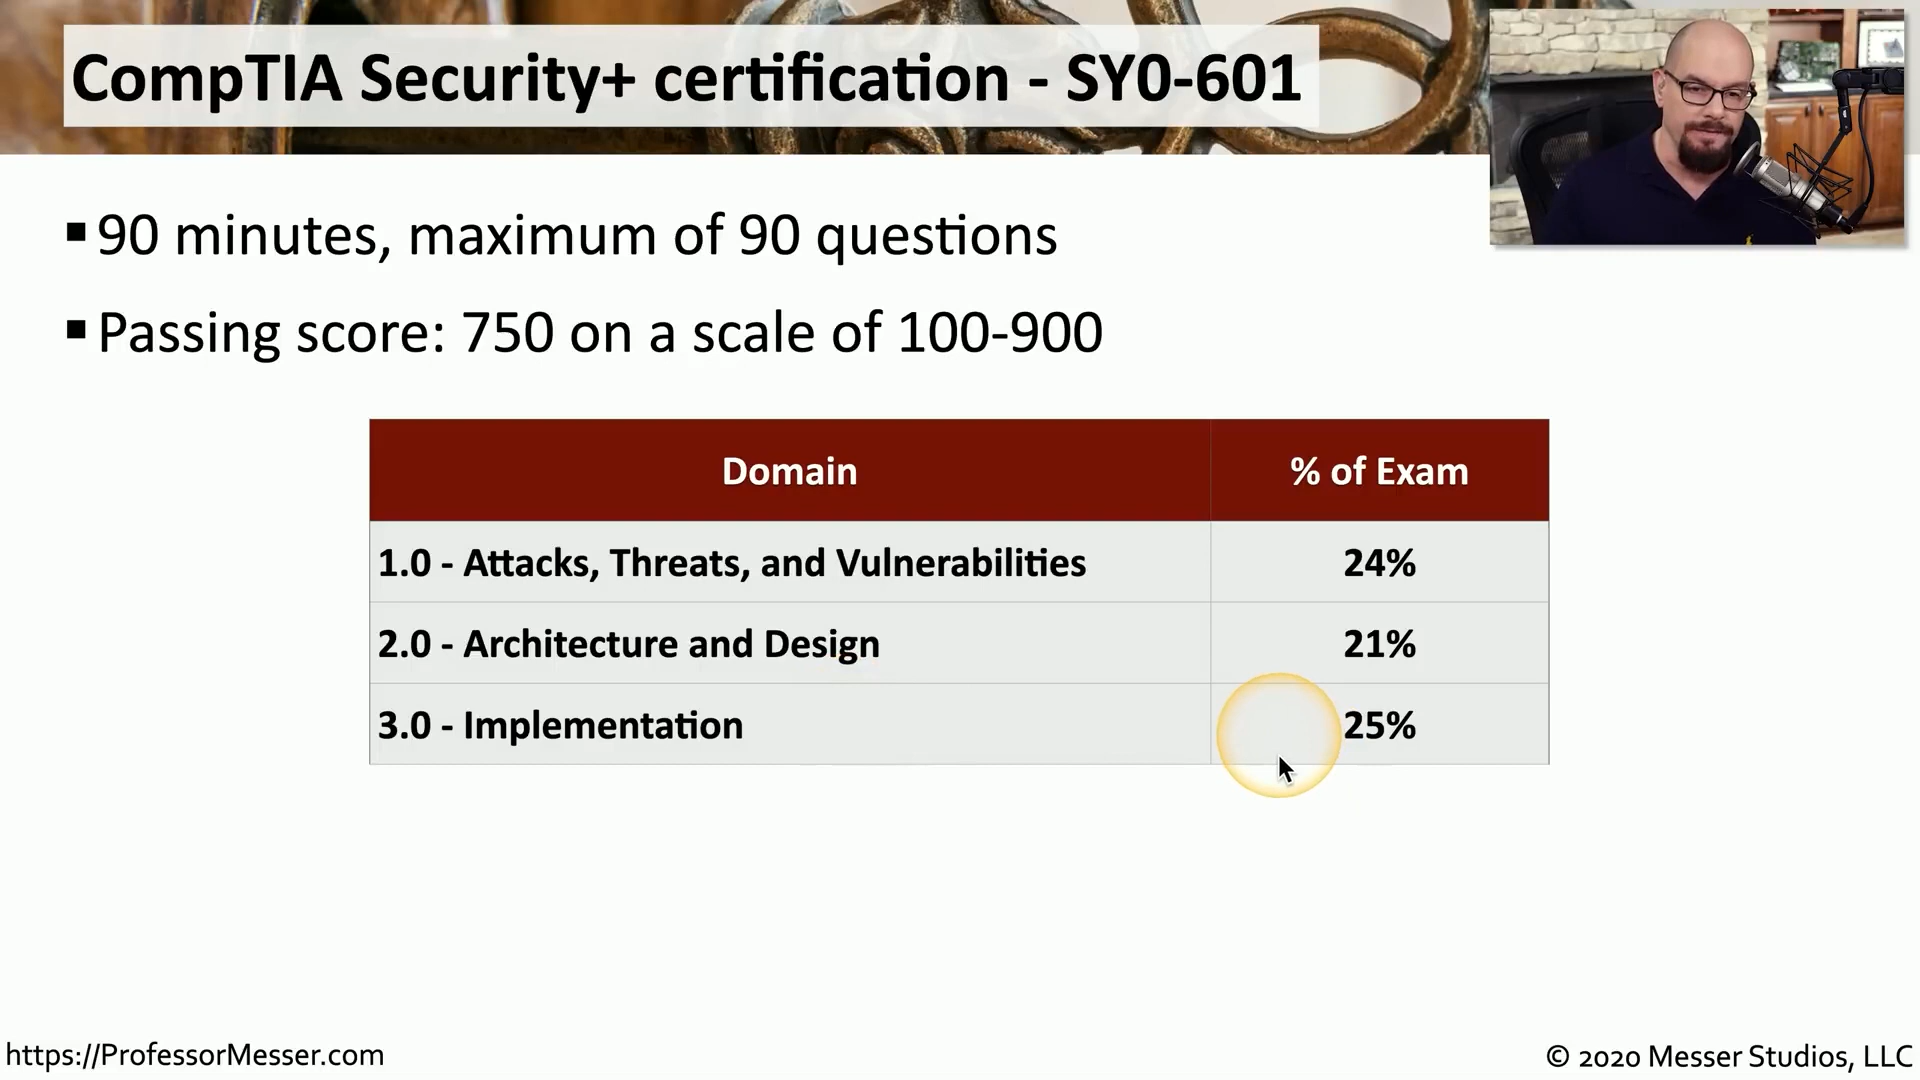 CompTIA Security+ certification - SY0-601
▪ 90 minutes, maximum of 90 questions
▪ Passing score: 750 on a scale of 100-900
Domain % of Exam
1.0 - Attacks, Threats, and Vulnerabilities 24%
2.0 - Architecture and Design 21%
3.0 - Implementation 25%
https://ProfessorMesser.com © 2020 Messer Studios, LLC